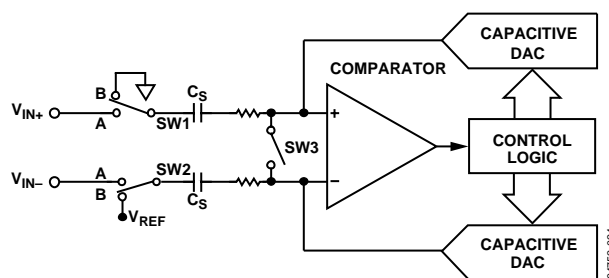 CAPACITIVE
DAC
COMPARATOR
B
CS
VIN+
A
SW1
+
SW3
CONTROL
LOGIC
VIN–
A
SW2
–
B
CS
VREF
CAPACITIVE
DAC